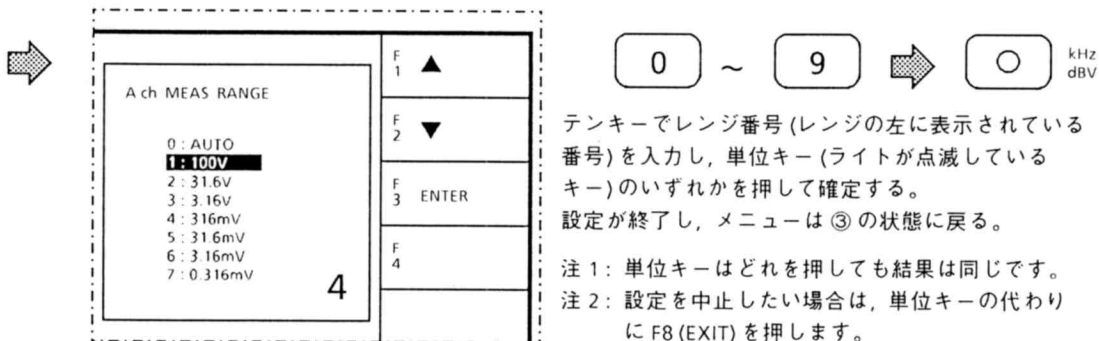 A ch MEAS RANGE
0 : AUTO
1 : 100V
2 : 31.6V
3 : 3.16V
4 : 316mV
5 : 31.6mV
6 : 3.16mV
7 : 0.316mV
4
F1 ▲
F2 ▼
F3 ENTER
F4
0 ～ 9 ○ kHz dBV
テンキーでレンジ番号 (レンジの左に表示されている
番号) を入力し, 単位キー (ライトが点滅している
キー) のいずれかを押して確定する。
設定が終了し, メニューは ③ の状態に戻る。
注 1 : 単位キーはどれを押しても結果は同じです。
注 2 : 設定を中止したい場合は, 単位キーの代わり
に F8 (EXIT) を押します。